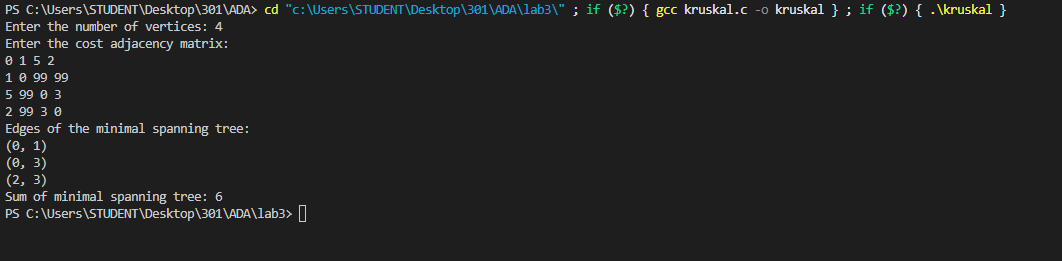 PS C:\Users\STUDENT\Desktop\301\ADA> cd "c:\Users\STUDENT\Desktop\301\ADA\lab3\" ; if ($?) { gcc kruskal.c -o kruskal } ; if ($?) { .\kruskal }
Enter the number of vertices: 4
Enter the cost adjacency matrix:
0 1 5 2
1 0 99 99
5 99 0 3
2 99 3 0
Edges of the minimal spanning tree:
(0, 1)
(0, 3)
(2, 3)
Sum of minimal spanning tree: 6
PS C:\Users\STUDENT\Desktop\301\ADA\lab3>